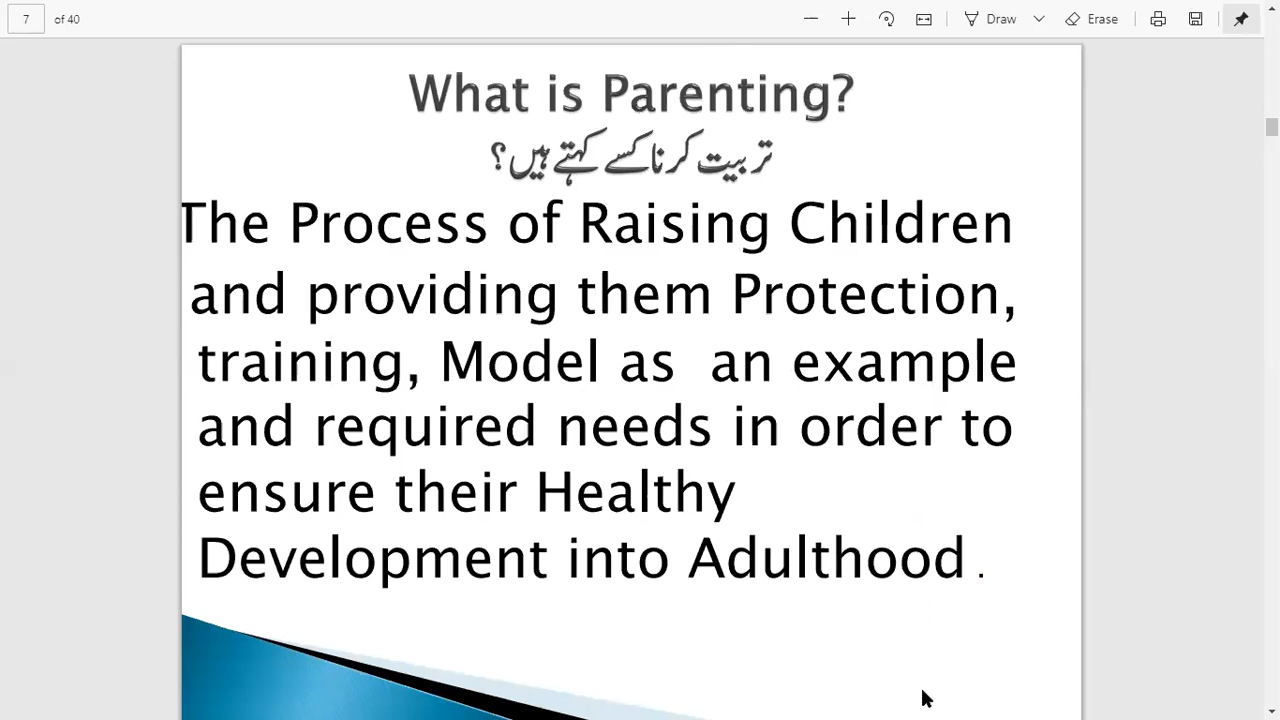 7 of 40
Draw
Erase
What is Parenting?
تربیت کرنا کسے کہتے ہیں؟
The Process of Raising Children
and providing them Protection,
training, Model as an example
and required needs in order to
ensure their Healthy
Development into Adulthood .